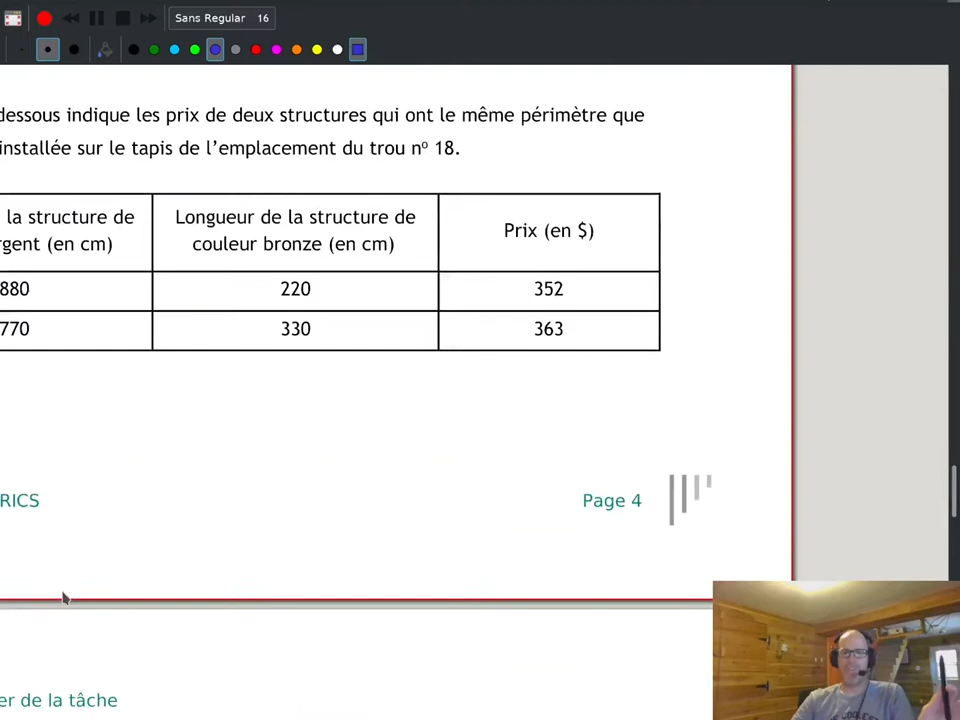 Sans Regular 16
dessous indique les prix de deux structures qui ont le même périmètre que
installée sur le tapis de l’emplacement du trou nº 18.
la structure de
rgent (en cm)
Longueur de la structure de
couleur bronze (en cm)
Prix (en $)
880 220 352
770 330 363
RICS Page 4
er de la tâche